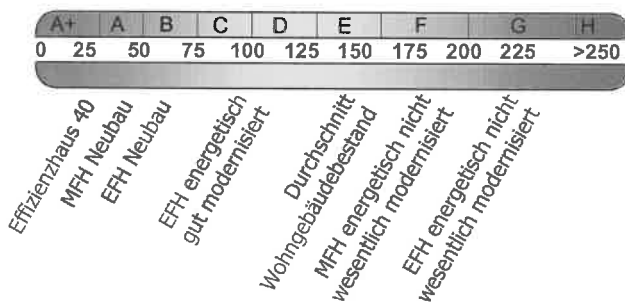 A+ A B C D E F G H
0 25 50 75 100 125 150 175 200 225 >250
Effizienzhaus 40
MFH Neubau
EFH Neubau
EFH energetisch
gut modernisiert
Durchschnitt
Wohngebäudebestand
MFH energetisch nicht
wesentlich modernisiert
EFH energetisch nicht
wesentlich modernisiert